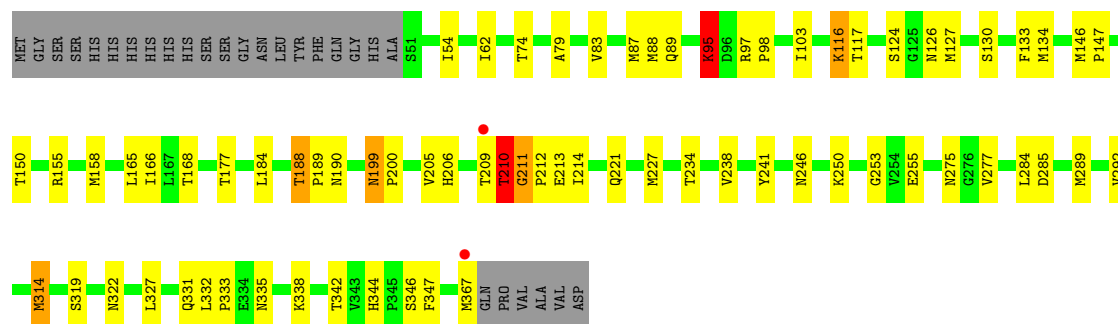 MET GLY SER SER HIS HIS HIS HIS HIS HIS SER SER GLY ASN LEU TYR PHE GLN GLY HIS ALA S51 I54 I62 T74 A79 V83 M87 M88 Q89 K95 D96 R97 P98 I103 K116 T117 S124 G125 N126 M127 S130 F133 M134 M146 P147
T150 R155 M158 L165 I166 L167 T168 T177 L184 T188 P189 N190 N199 P200 V205 H206 T209 T210 G211 P212 E213 I214 Q221 M227 T234 V238 Y241 N246 K250 G253 V254 E255 N275 G276 V277 L284 D285 M289 V292
M314 S319 N322 L327 Q331 L332 P333 E334 N335 K338 T342 V343 H344 P345 S346 F347 M367 GLN PRO VAL ALA VAL ASP